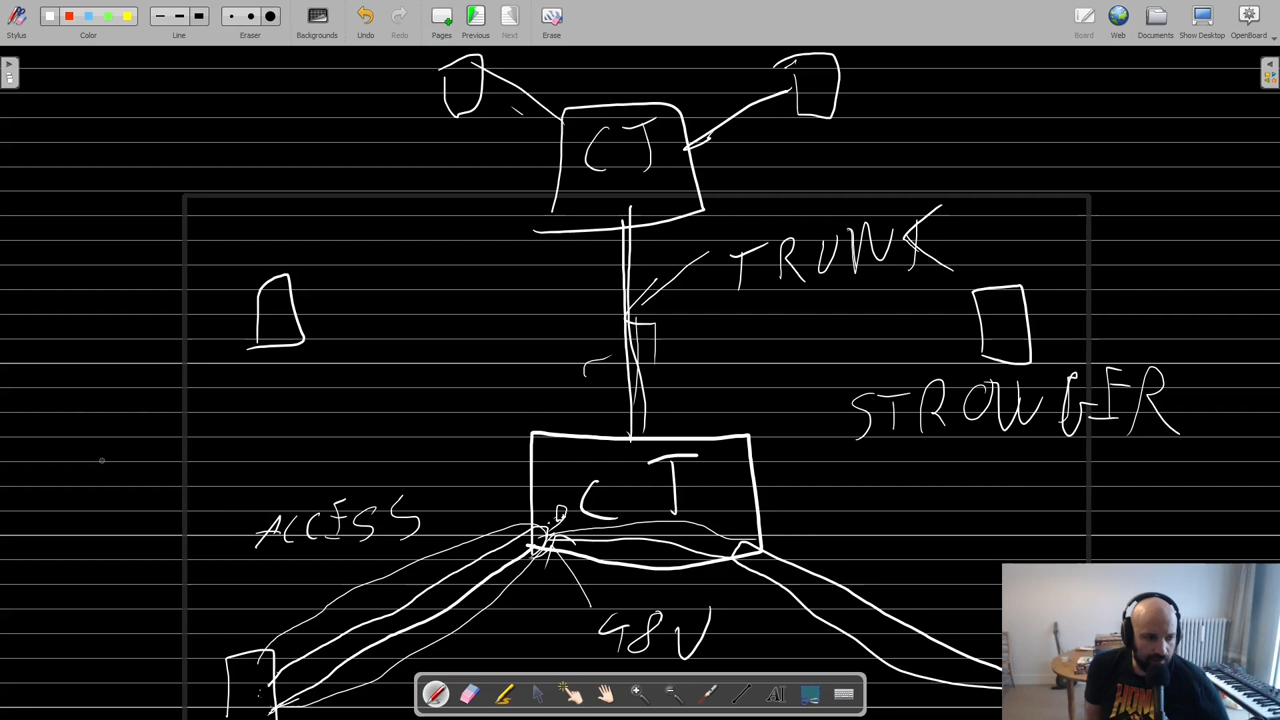 Stylus
Color
Line
Eraser
Backgrounds
Undo
Redo
Pages
Previous
Next
Erase
Board
Web
Documents
Show Desktop
OpenBoard
CT
TRUNK
STROWGER
CT
ACCESS
48V
AI